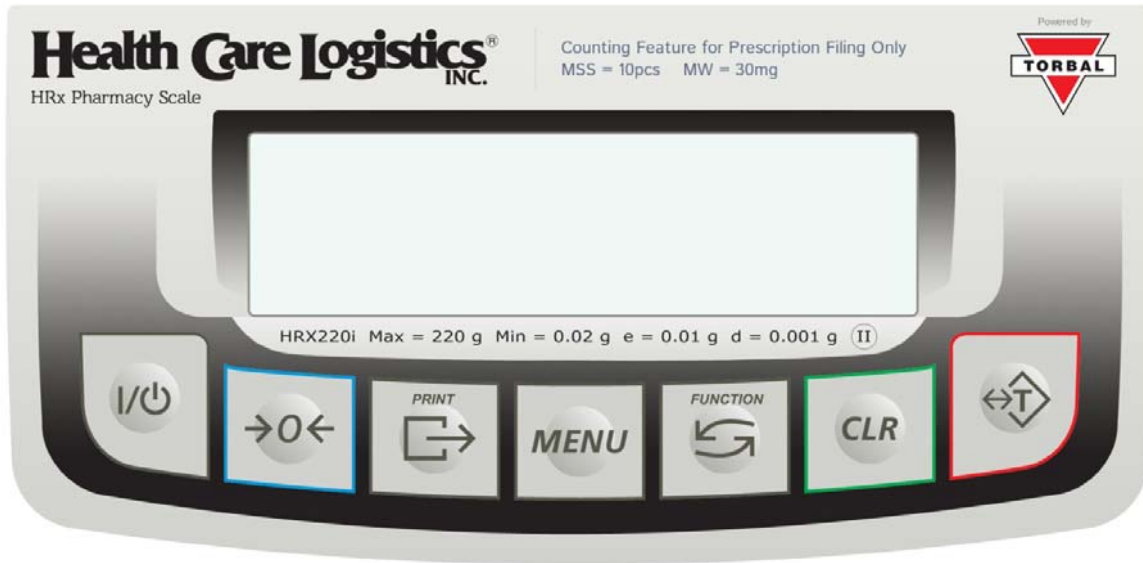 Health Care Logistics®
INC.
HRx Pharmacy Scale
Counting Feature for Prescription Filing Only
MSS = 10pcs MW = 30mg
Powered by
TORBAL
HRX220i Max = 220 g Min = 0.02 g e = 0.01 g d = 0.001 g II
I/⏻
→0←
PRINT
MENU
FUNCTION
CLR
↔T